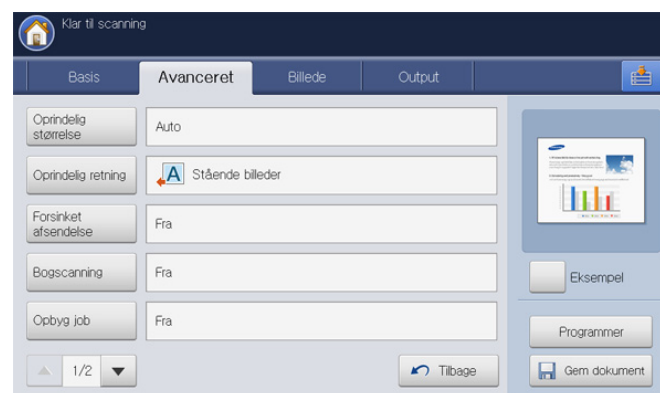 Klar til scanning
Basis
Avanceret
Billede
Output
Oprindelig
størrelse
Auto
Oprindelig retning
A
Stående billeder
Forsinket
afsendelse
Fra
Bogscanning
Fra
Opbyg job
Fra
1/2
Tilbage
Eksempel
Programmer
Gem dokument